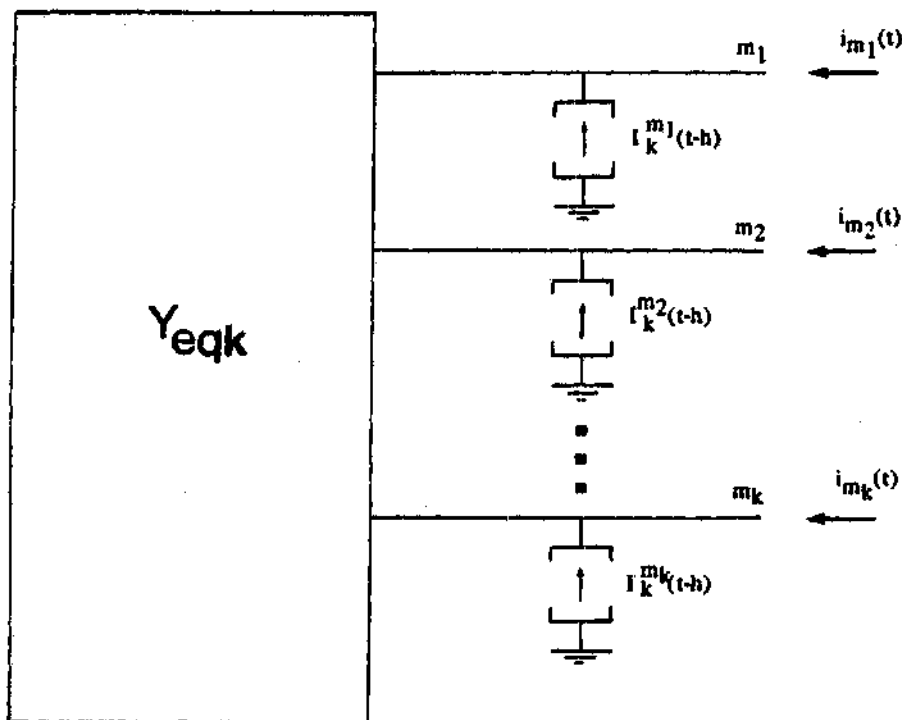 m₁ iₘ₁(t)
Iₖᵐ¹(t-h)
m₂ iₘ₂(t)
Iₖᵐ²(t-h)
Yeqk
mₖ iₘₖ(t)
Iₖᵐᵏ(t-h)